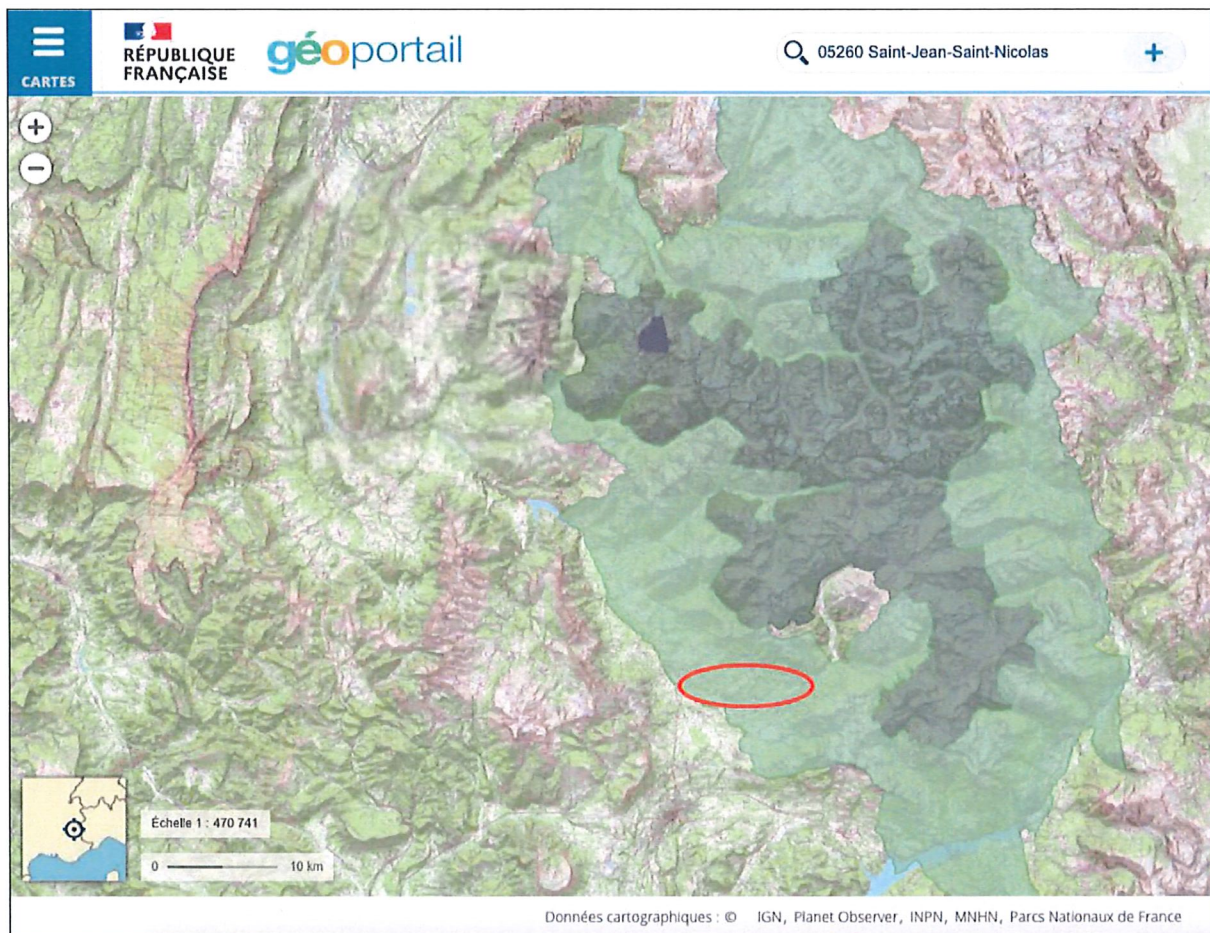 CARTES
RÉPUBLIQUE
FRANÇAISE
géoportail
05260 Saint-Jean-Saint-Nicolas
Échelle 1 : 470 741
0 10 km
Données cartographiques : © IGN, Planet Observer, INPN, MNHN, Parcs Nationaux de France